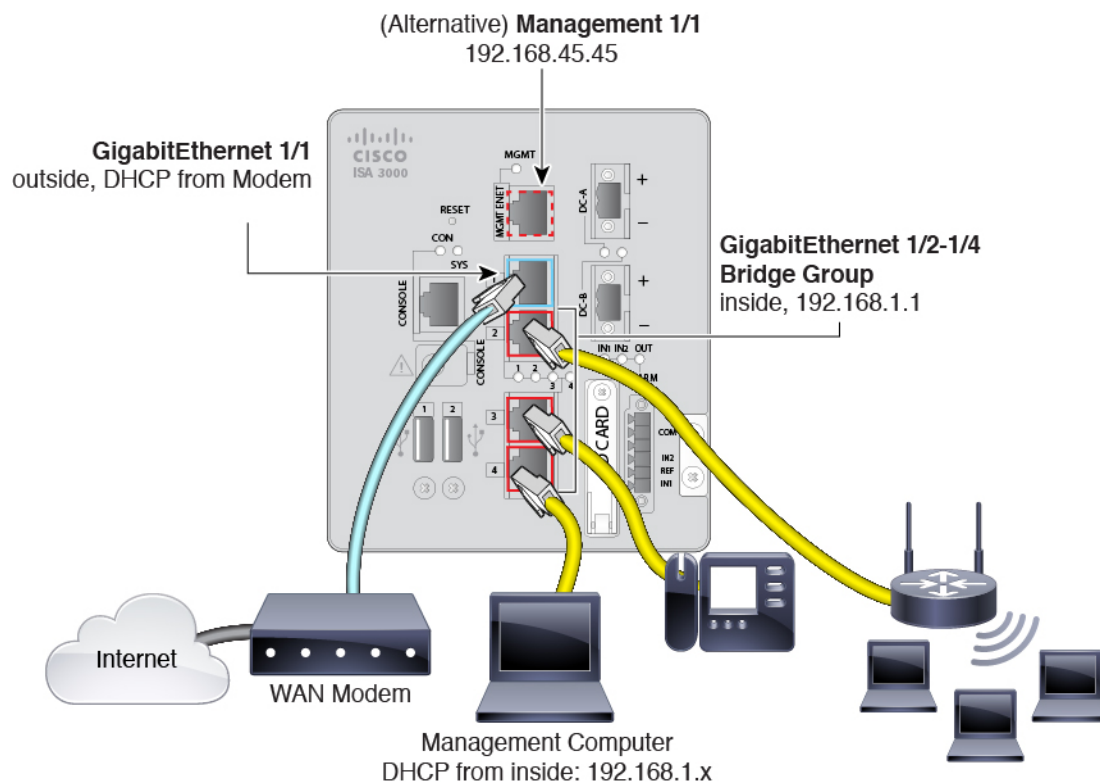 (Alternative) Management 1/1
192.168.45.45
GigabitEthernet 1/1
outside, DHCP from Modem
CISCO
ISA 3000
MGMT
MGMT ENET
RESET
CON
SYS
CONSOLE
CONSOLE
DC-A
+
−
DC-B
+
−
GigabitEthernet 1/2-1/4
Bridge Group
inside, 192.168.1.1
2
1 2 3 4
IN1 IN2 OUT
1 2
3
4
CARD
COM
IN2
REF
IN1
Internet
WAN Modem
Management Computer
DHCP from inside: 192.168.1.x